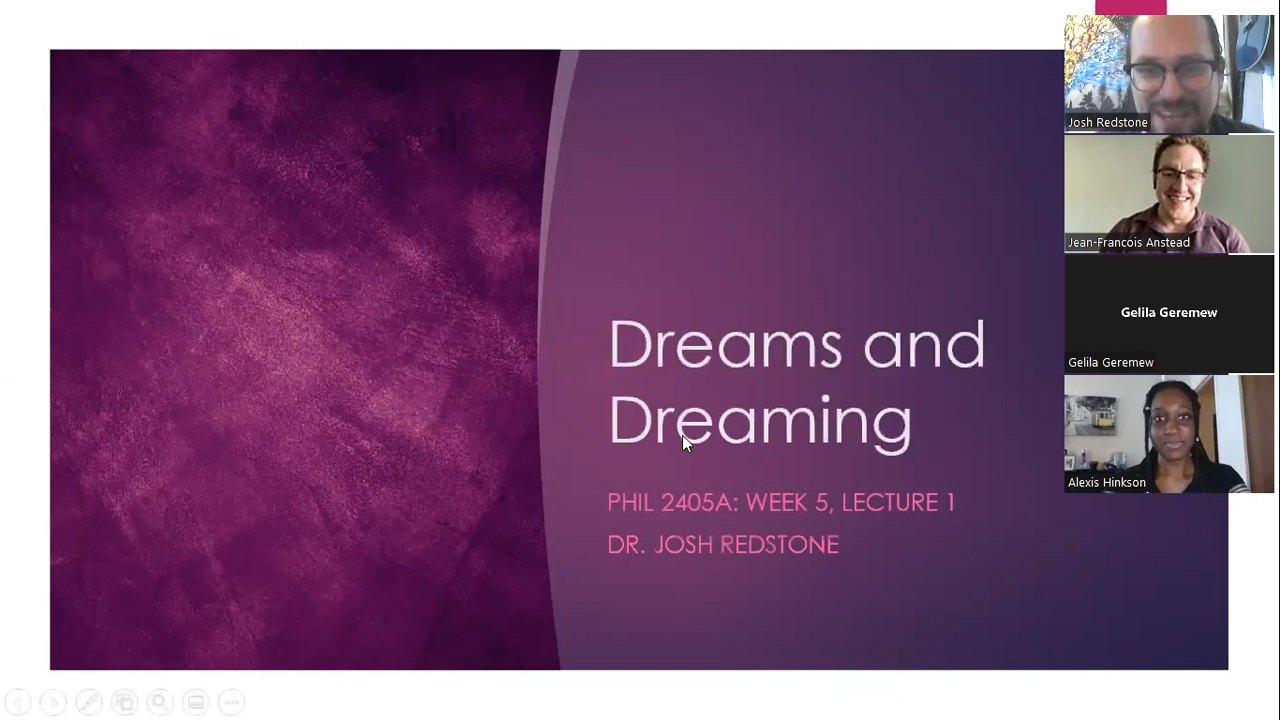 Dreams and
Dreaming
PHIL 2405A: WEEK 5, LECTURE 1
DR. JOSH REDSTONE
Josh Redstone
Jean-Francois Anstead
Gelila Geremew
Gelila Geremew
Alexis Hinkson